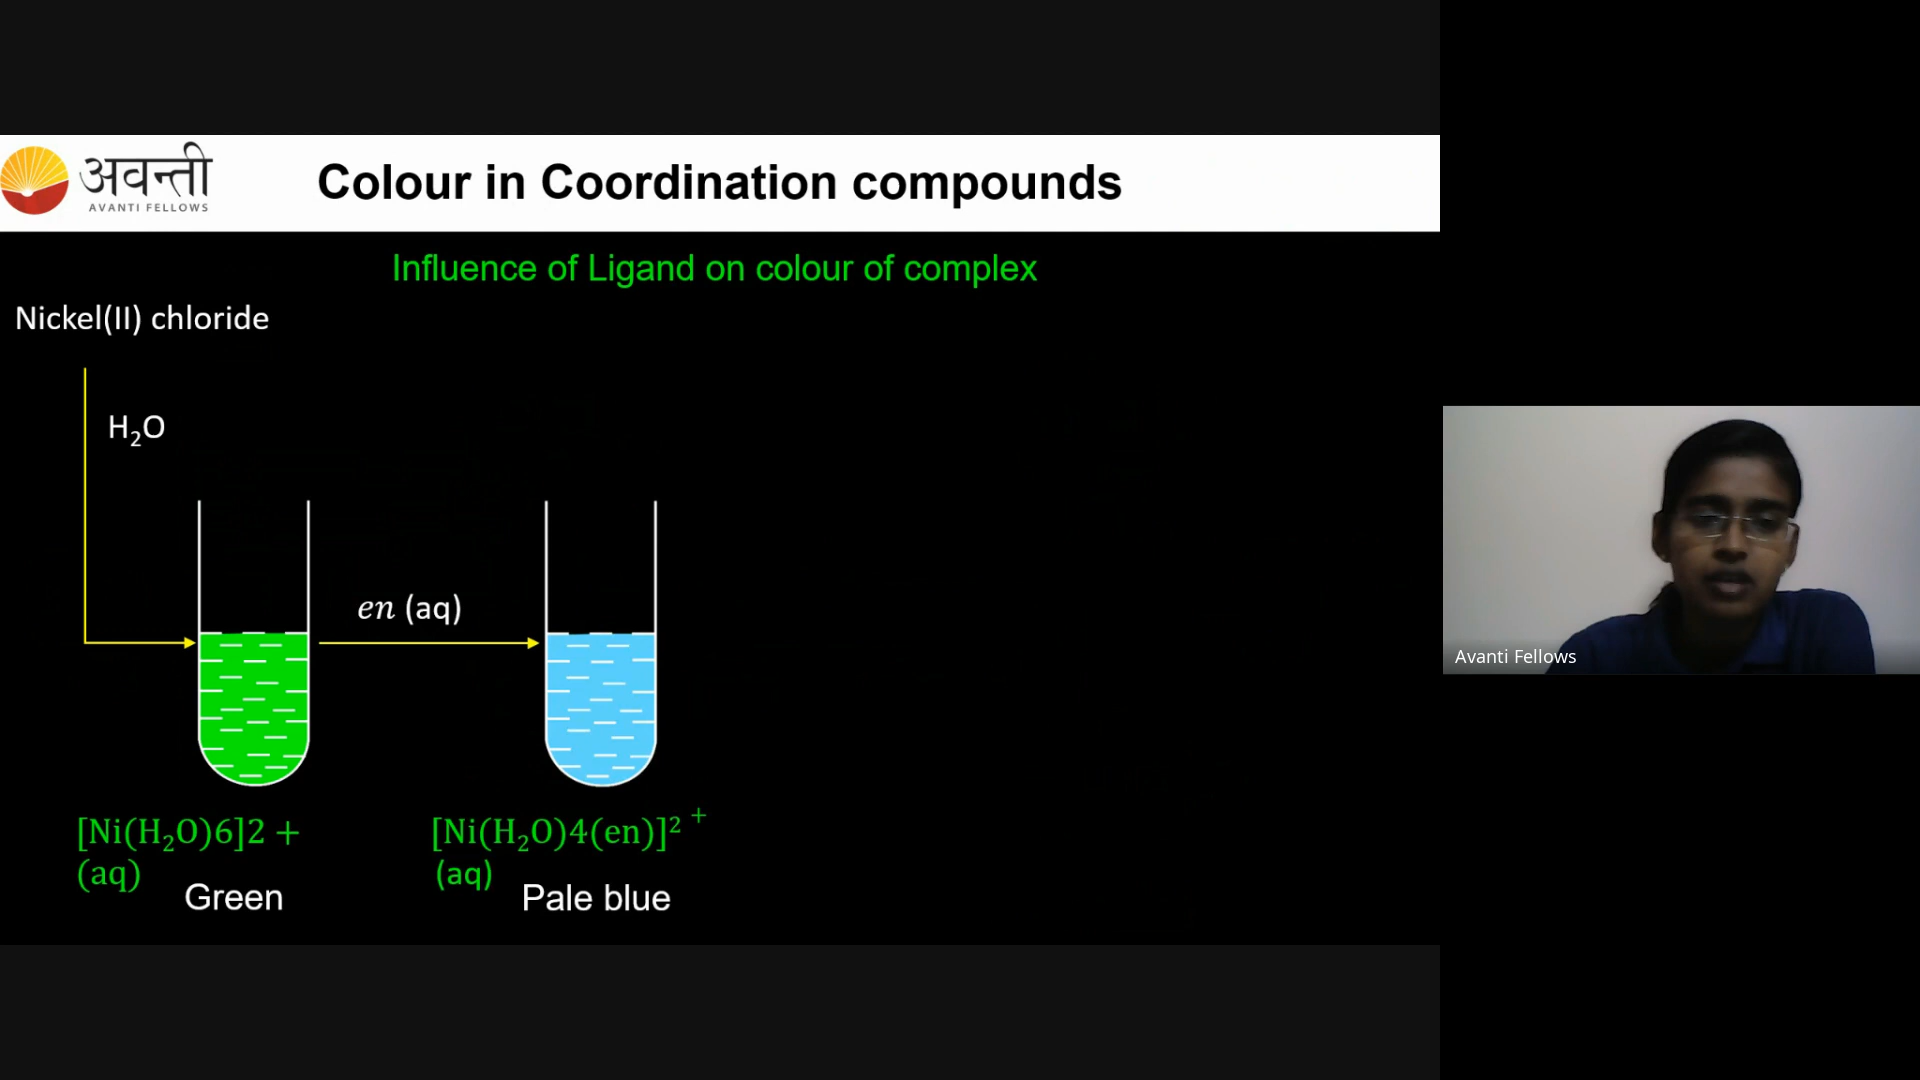 अवन्ती
AVANTI FELLOWS
Colour in Coordination compounds
Influence of Ligand on colour of complex
Nickel(II) chloride
H₂O
en (aq)
[Ni(H₂O)6]2 +
(aq)
Green
[Ni(H₂O)4(en)]² ⁺
(aq)
Pale blue
Avanti Fellows